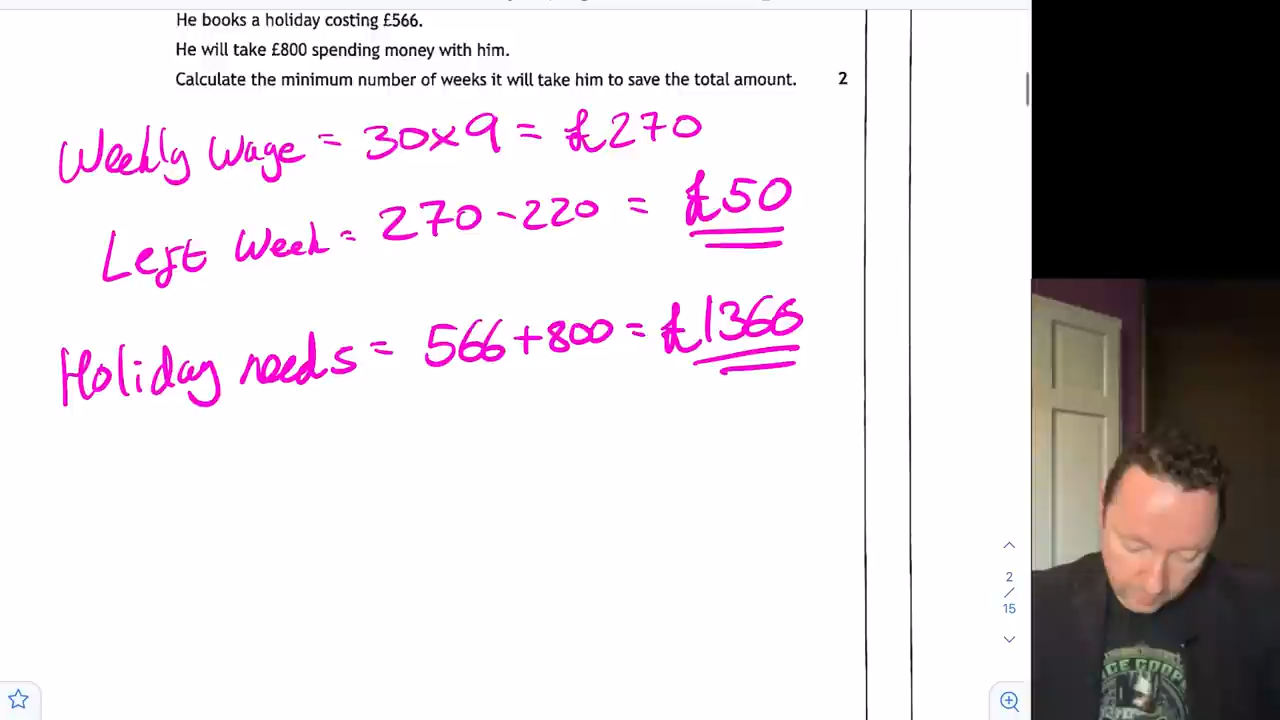 He books a holiday costing £566.
He will take £800 spending money with him.
Calculate the minimum number of weeks it will take him to save the total amount. 2
Weekly Wage = 30×9 = £270
Left Week = 270 - 220 = £50
Holiday needs = 566+800 = £1366
2
/
15